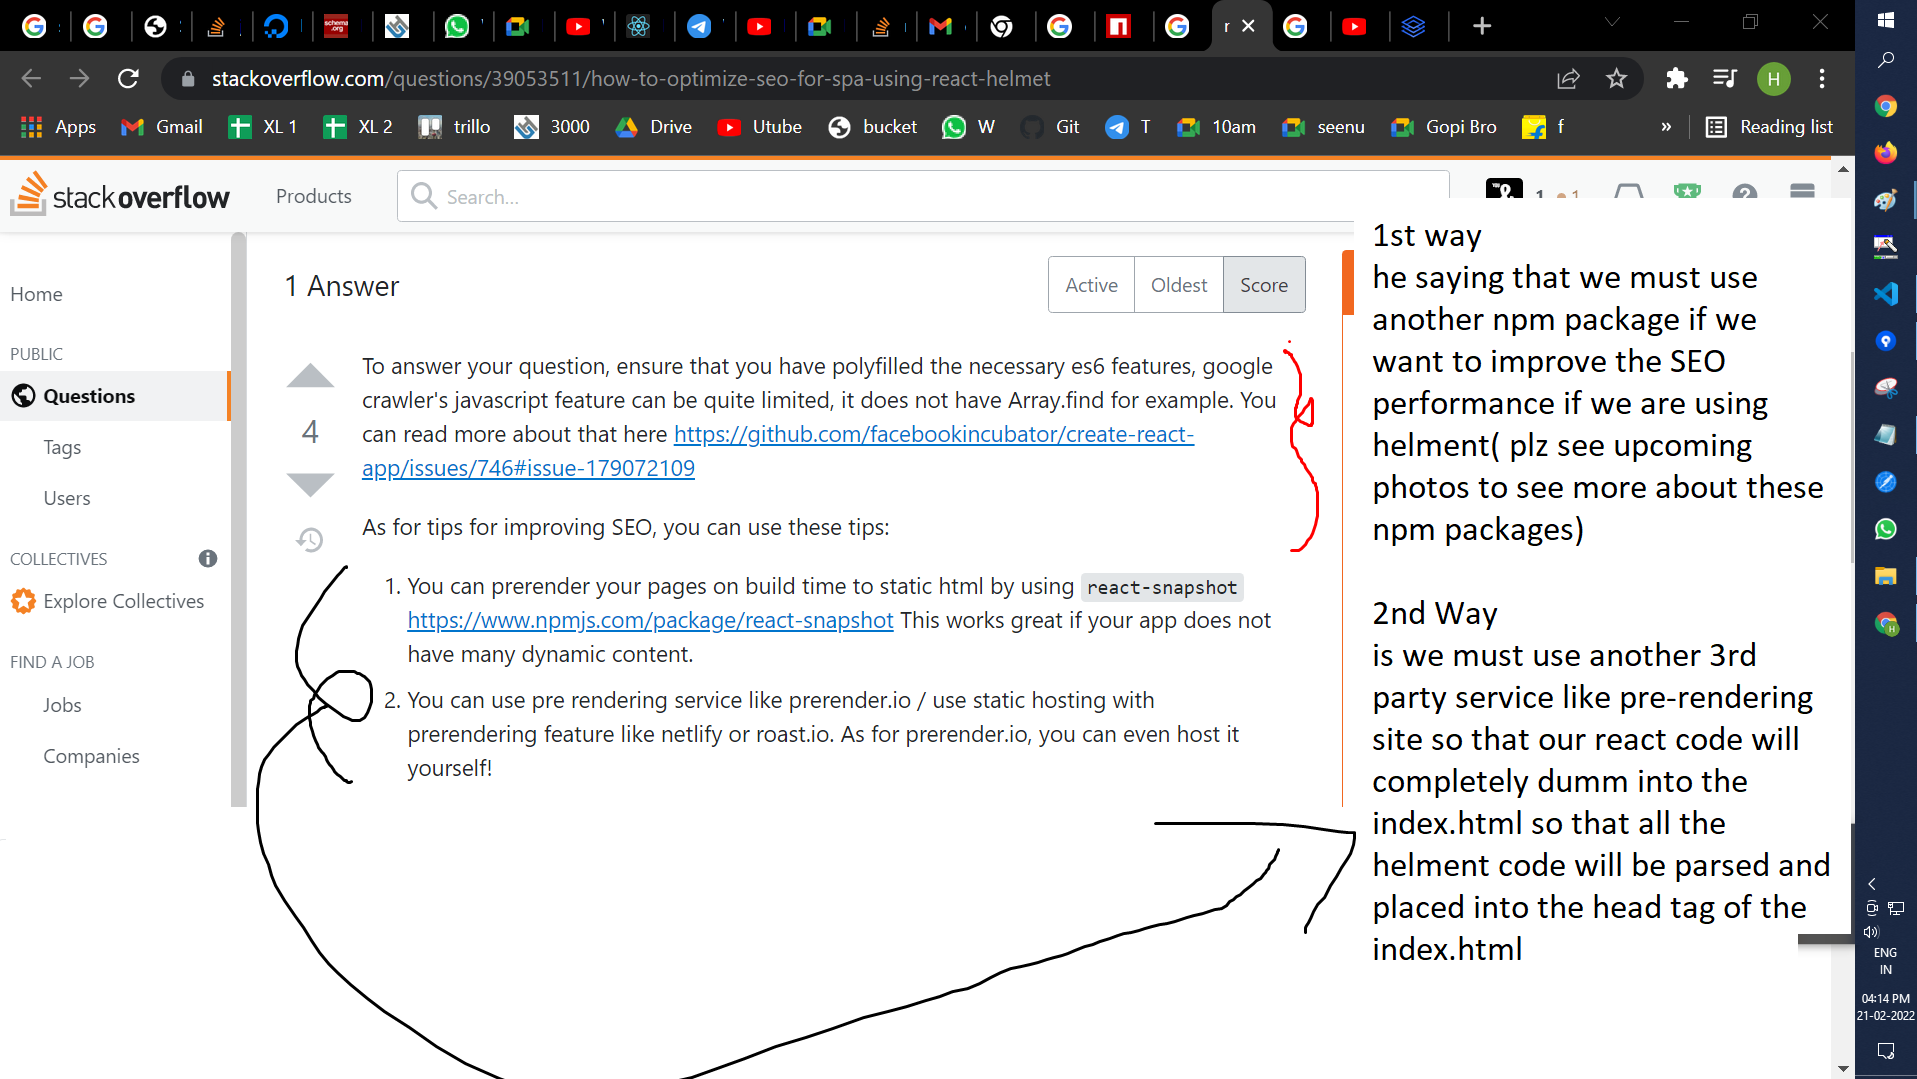 r
stackoverflow.com/questions/39053511/how-to-optimize-seo-for-spa-using-react-helmet
H
Apps
Gmail
XL 1
XL 2
trillo
3000
Drive
Utube
bucket
W
Git
T
10am
seenu
Gopi Bro
f
»
Reading list
stackoverflow
Products
Search...
1
1
Home
PUBLIC
Questions
Tags
Users
COLLECTIVES
Explore Collectives
FIND A JOB
Jobs
Companies
1 Answer
Active
Oldest
Score
4
To answer your question, ensure that you have polyfilled the necessary es6 features, google
crawler's javascript feature can be quite limited, it does not have Array.find for example. You
can read more about that here https://github.com/facebookincubator/create-react-
app/issues/746#issue-179072109
As for tips for improving SEO, you can use these tips:
1. You can prerender your pages on build time to static html by using react-snapshot
https://www.npmjs.com/package/react-snapshot This works great if your app does not
have many dynamic content.
2. You can use pre rendering service like prerender.io / use static hosting with
prerendering feature like netlify or roast.io. As for prerender.io, you can even host it
yourself!
1st way
he saying that we must use
another npm package if we
want to improve the SEO
performance if we are using
helment( plz see upcoming
photos to see more about these
npm packages)
2nd Way
is we must use another 3rd
party service like pre-rendering
site so that our react code will
completely dumm into the
index.html so that all the
helment code will be parsed and
placed into the head tag of the
index.html
ENG
IN
04:14 PM
21-02-2022